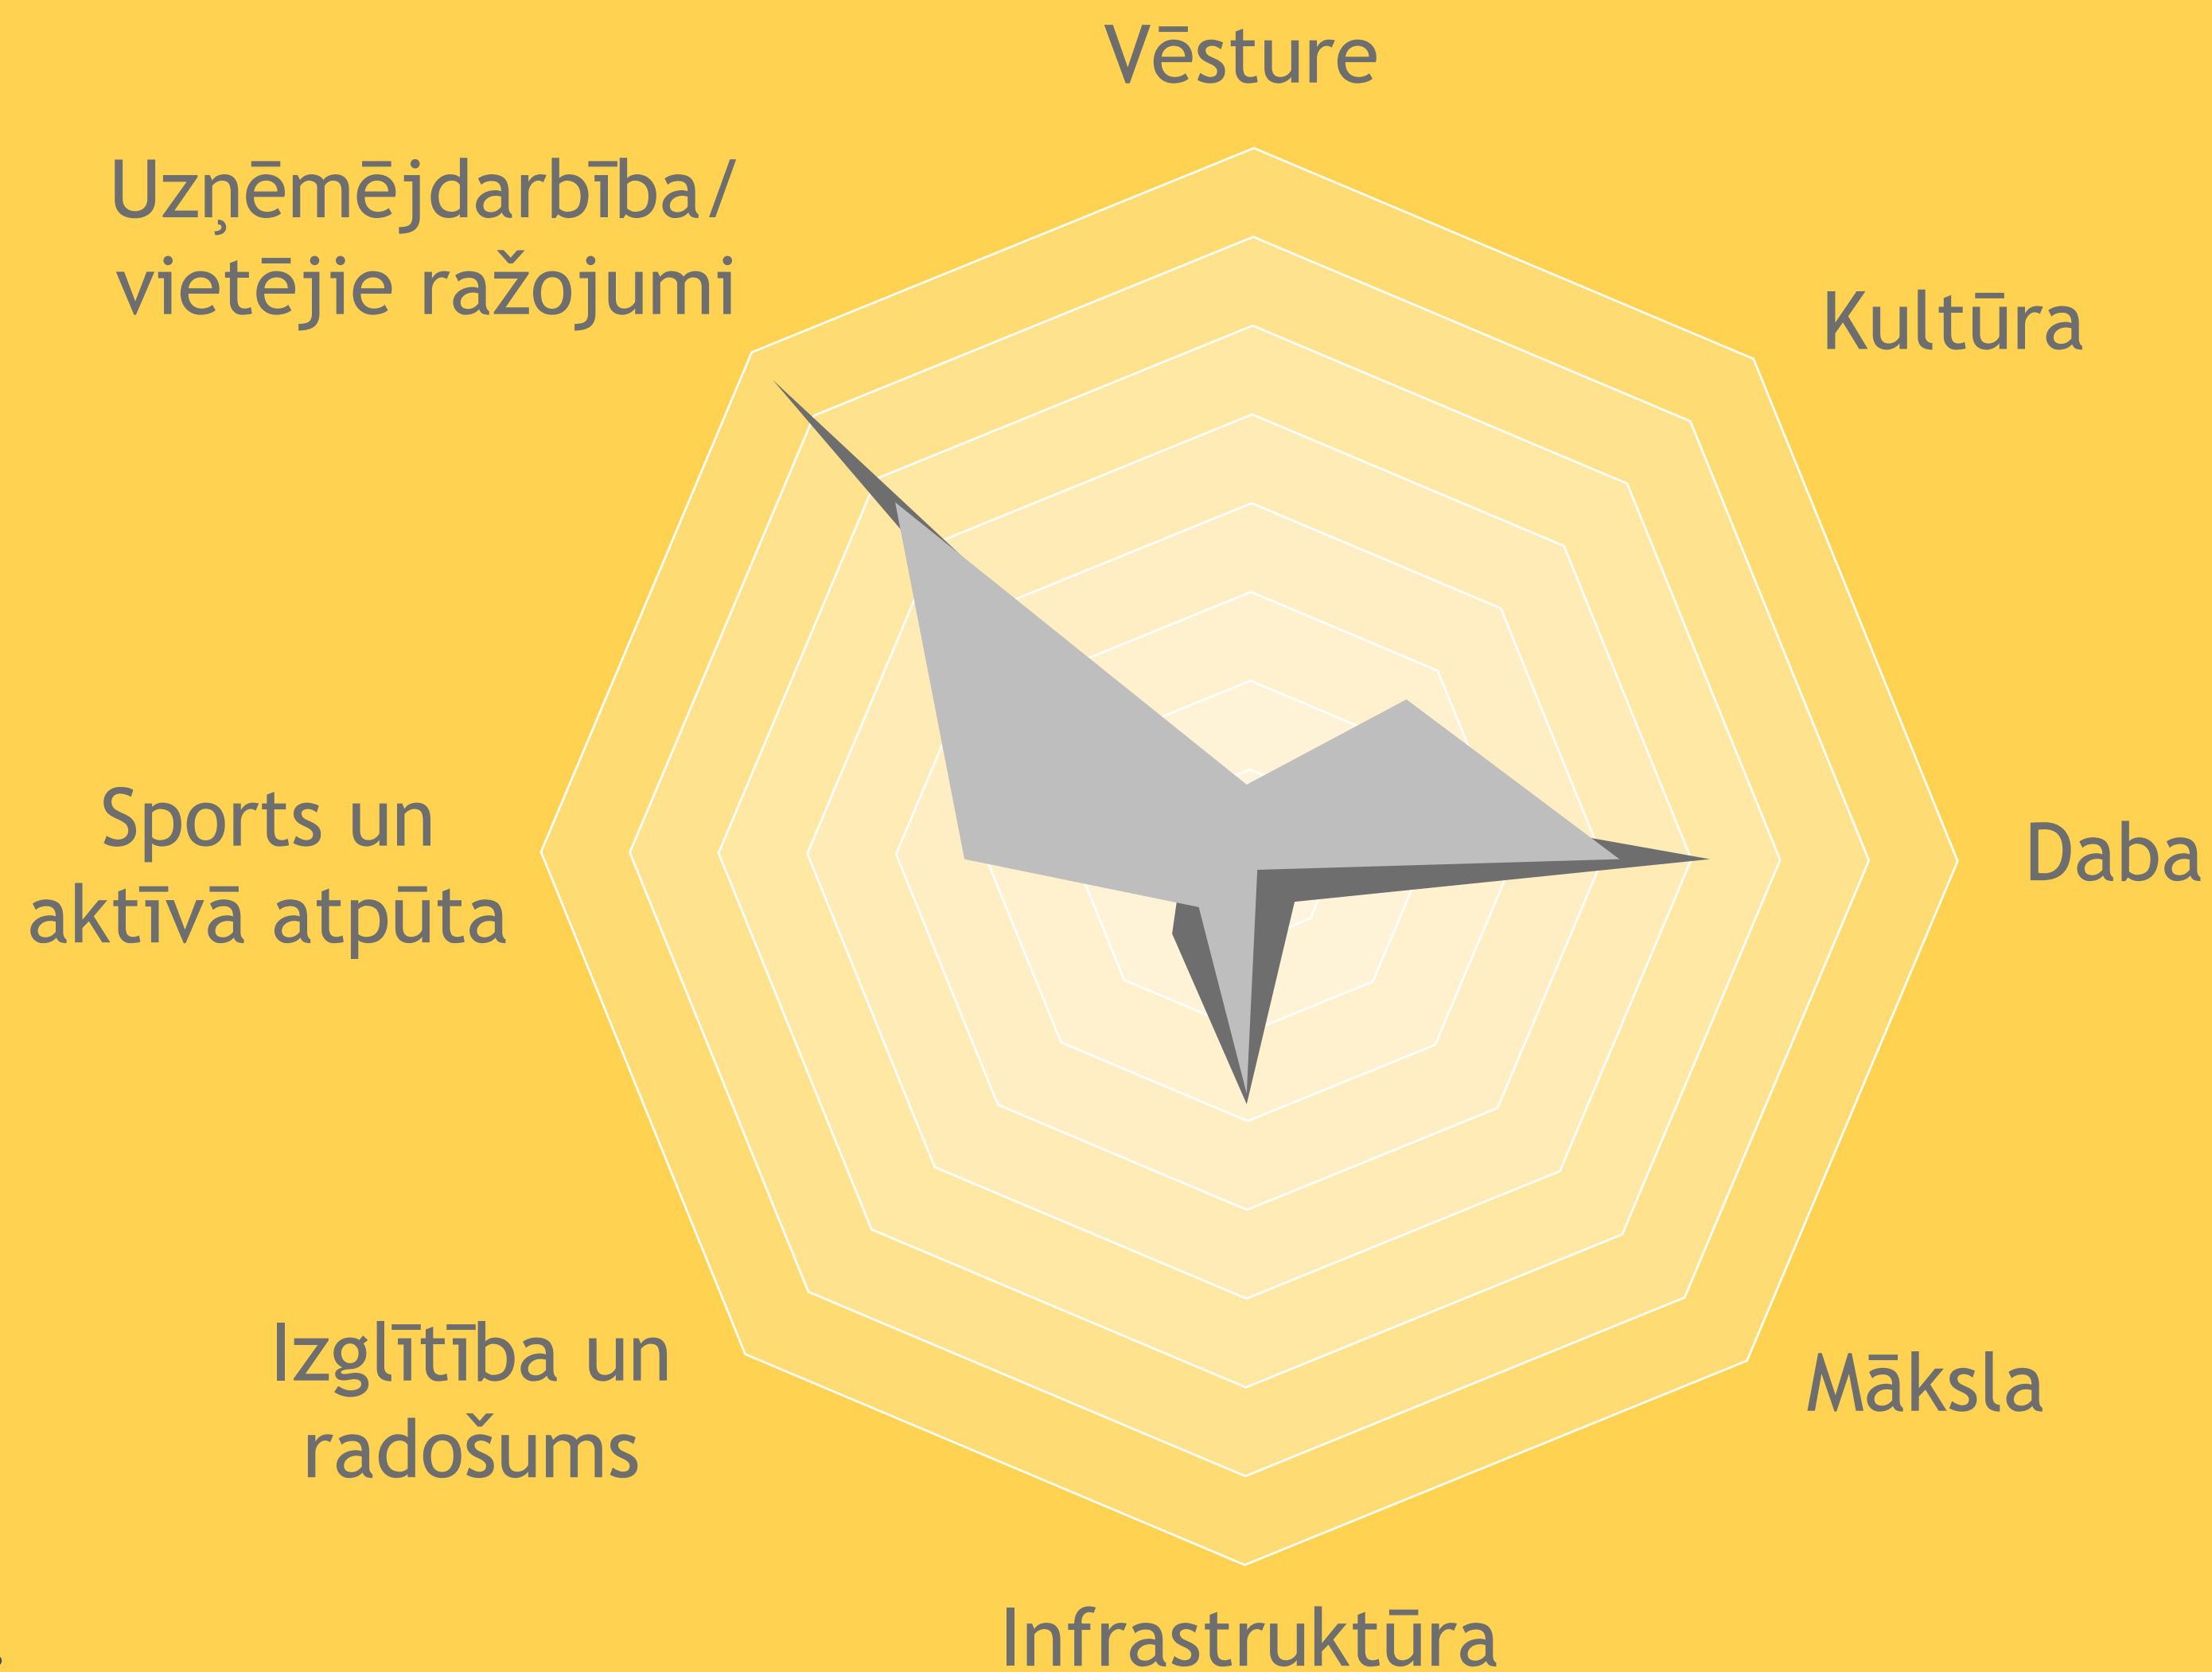 Vēsture
Uzņēmējdarbība/
vietējie ražojumi
Kultūra
Sports un
aktīvā atpūta
Daba
Izglītība un
radošums
Māksla
Infrastruktūra